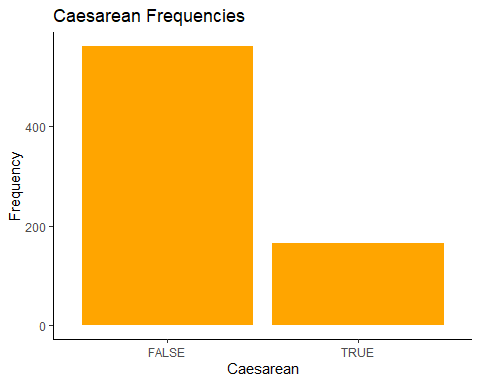 Caesarean Frequencies
Frequency
400
200
0
FALSE TRUE
Caesarean